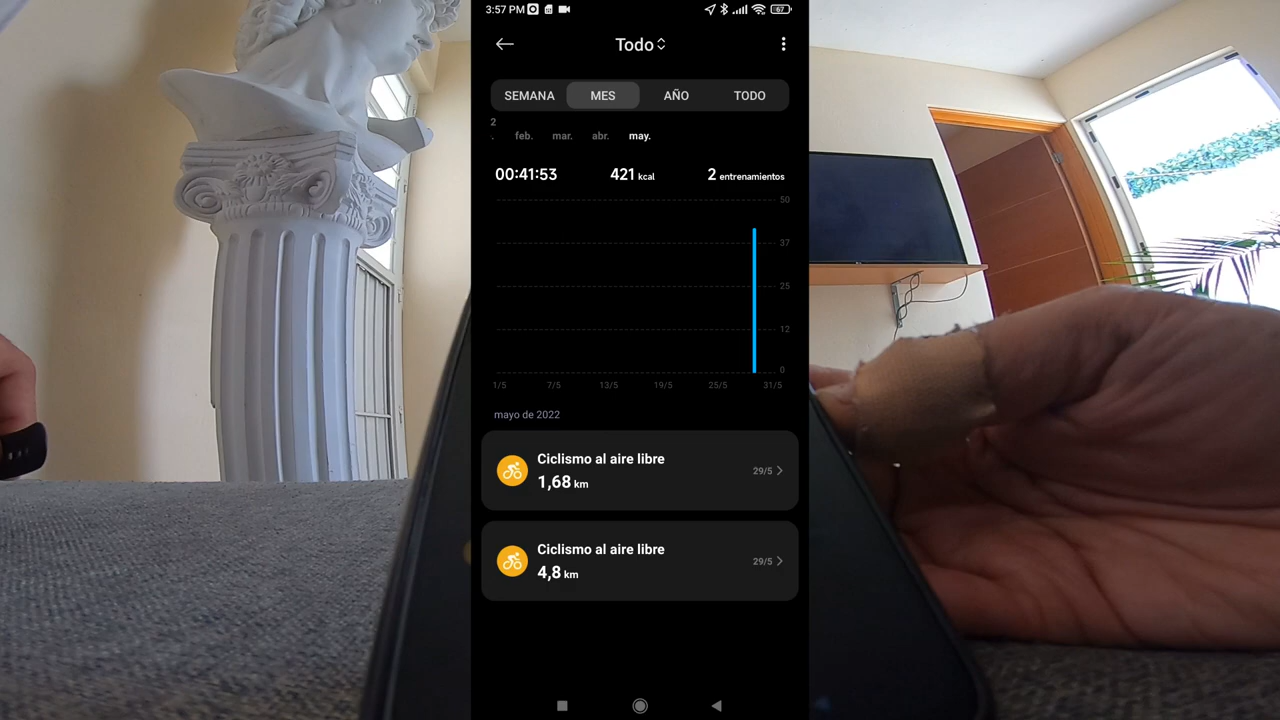 3:57 PM 67
Todo
SEMANA MES AÑO TODO
2
feb. mar. abr. may.
00:41:53 421 kcal 2 entrenamientos
50
37
25
12
0
1/5 7/5 13/5 19/5 25/5 31/5
mayo de 2022
Ciclismo al aire libre
1,68 km 29/5
Ciclismo al aire libre
4,8 km 29/5